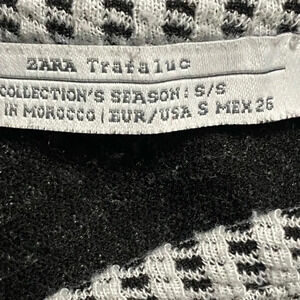 ZARA Trafaluc
COLLECTION'S SEASON: S/S
IN MOROCCO | EUR/USA S MEX 26